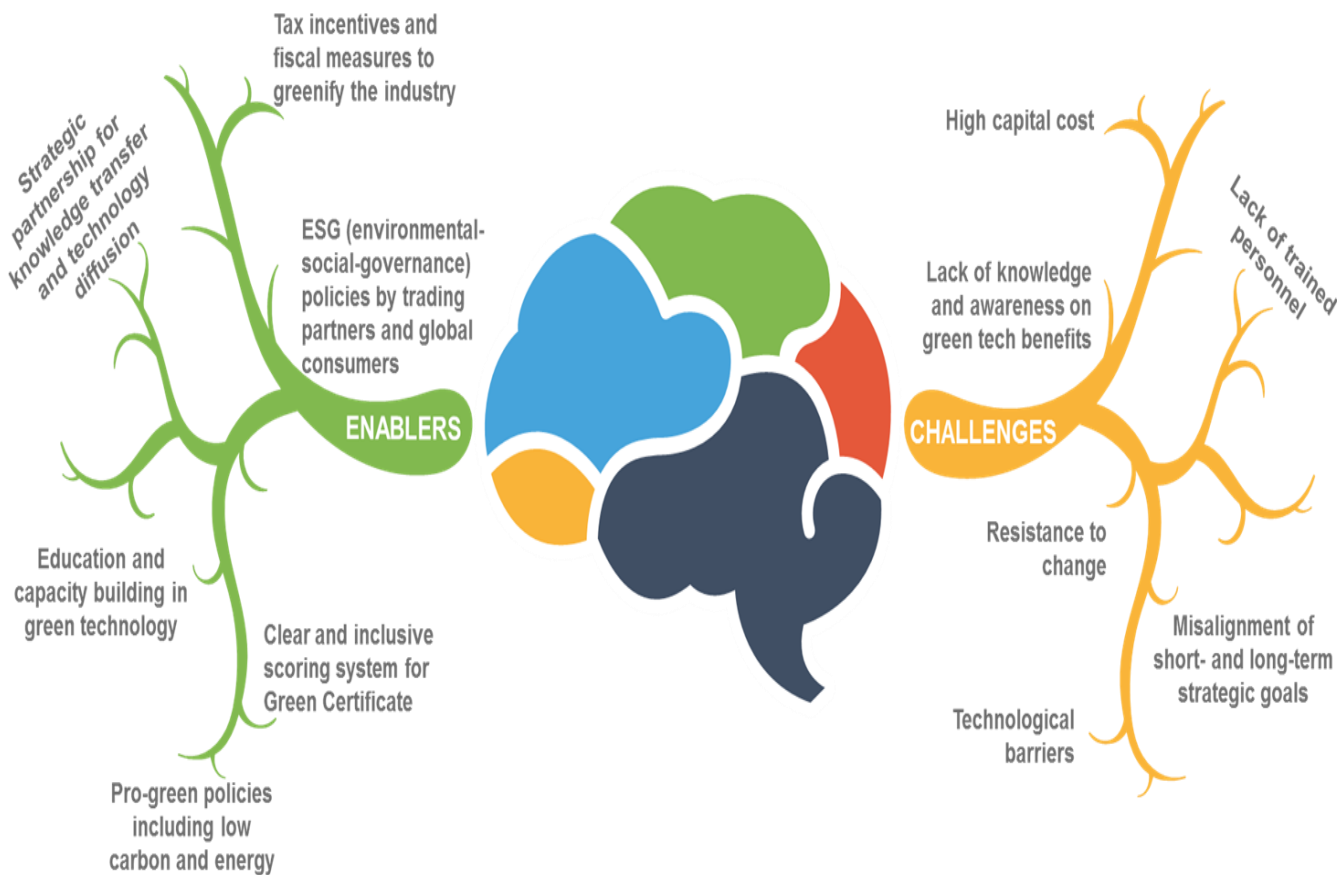 Tax incentives and
fiscal measures to
greenify the industry
Strategic
partnership for
knowledge transfer
and technology
diffusion
ESG (environmental-
social-governance)
policies by trading
partners and global
consumers
ENABLERS
Education and
capacity building in
green technology
Clear and inclusive
scoring system for
Green Certificate
Pro-green policies
including low
carbon and energy
High capital cost
Lack of trained
personnel
Lack of knowledge
and awareness on
green tech benefits
CHALLENGES
Resistance to
change
Misalignment of
short- and long-term
strategic goals
Technological
barriers